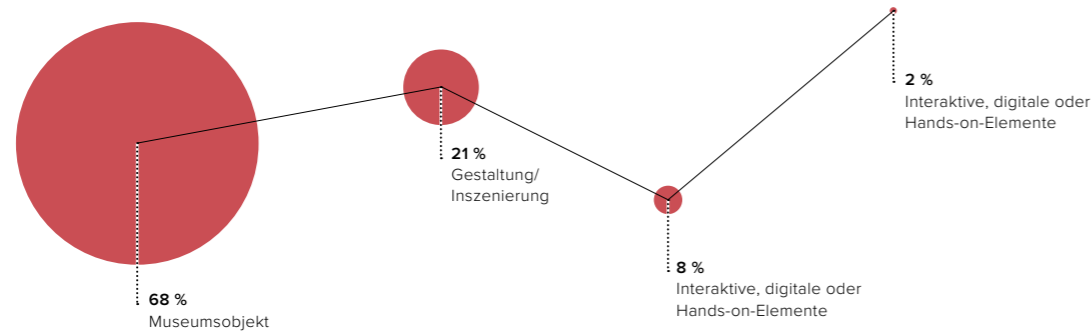 68 %
Museumsobjekt
21 %
Gestaltung/
Inszenierung
8 %
Interaktive, digitale oder
Hands-on-Elemente
2 %
Interaktive, digitale oder
Hands-on-Elemente